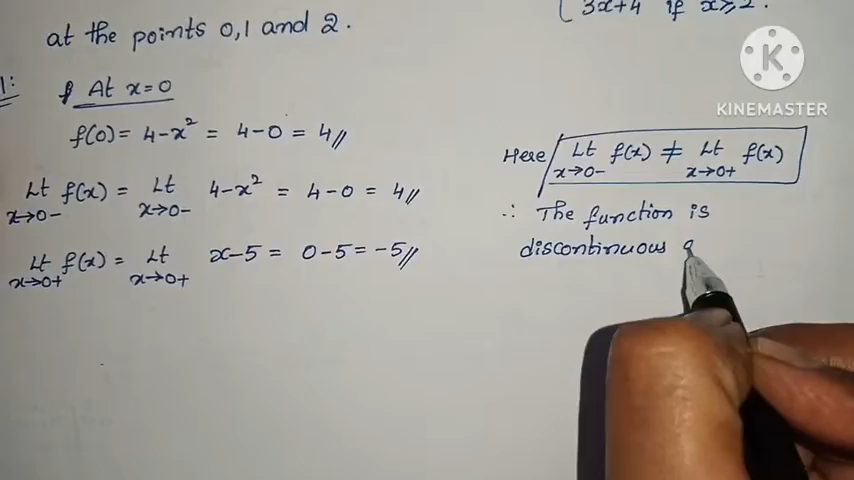 3x+4 if x≥2.
at the points 0,1 and 2.
1:
At x=0
f(0) = 4-x² = 4-0 = 4//
Lt x→0- f(x) = Lt x→0- 4-x² = 4-0 = 4//
Lt x→0+ f(x) = Lt x→0+ x-5 = 0-5 = -5//
KINEMASTER
Here Lt x→0- f(x) ≠ Lt x→0+ f(x)
∴ The function is
discontinuous